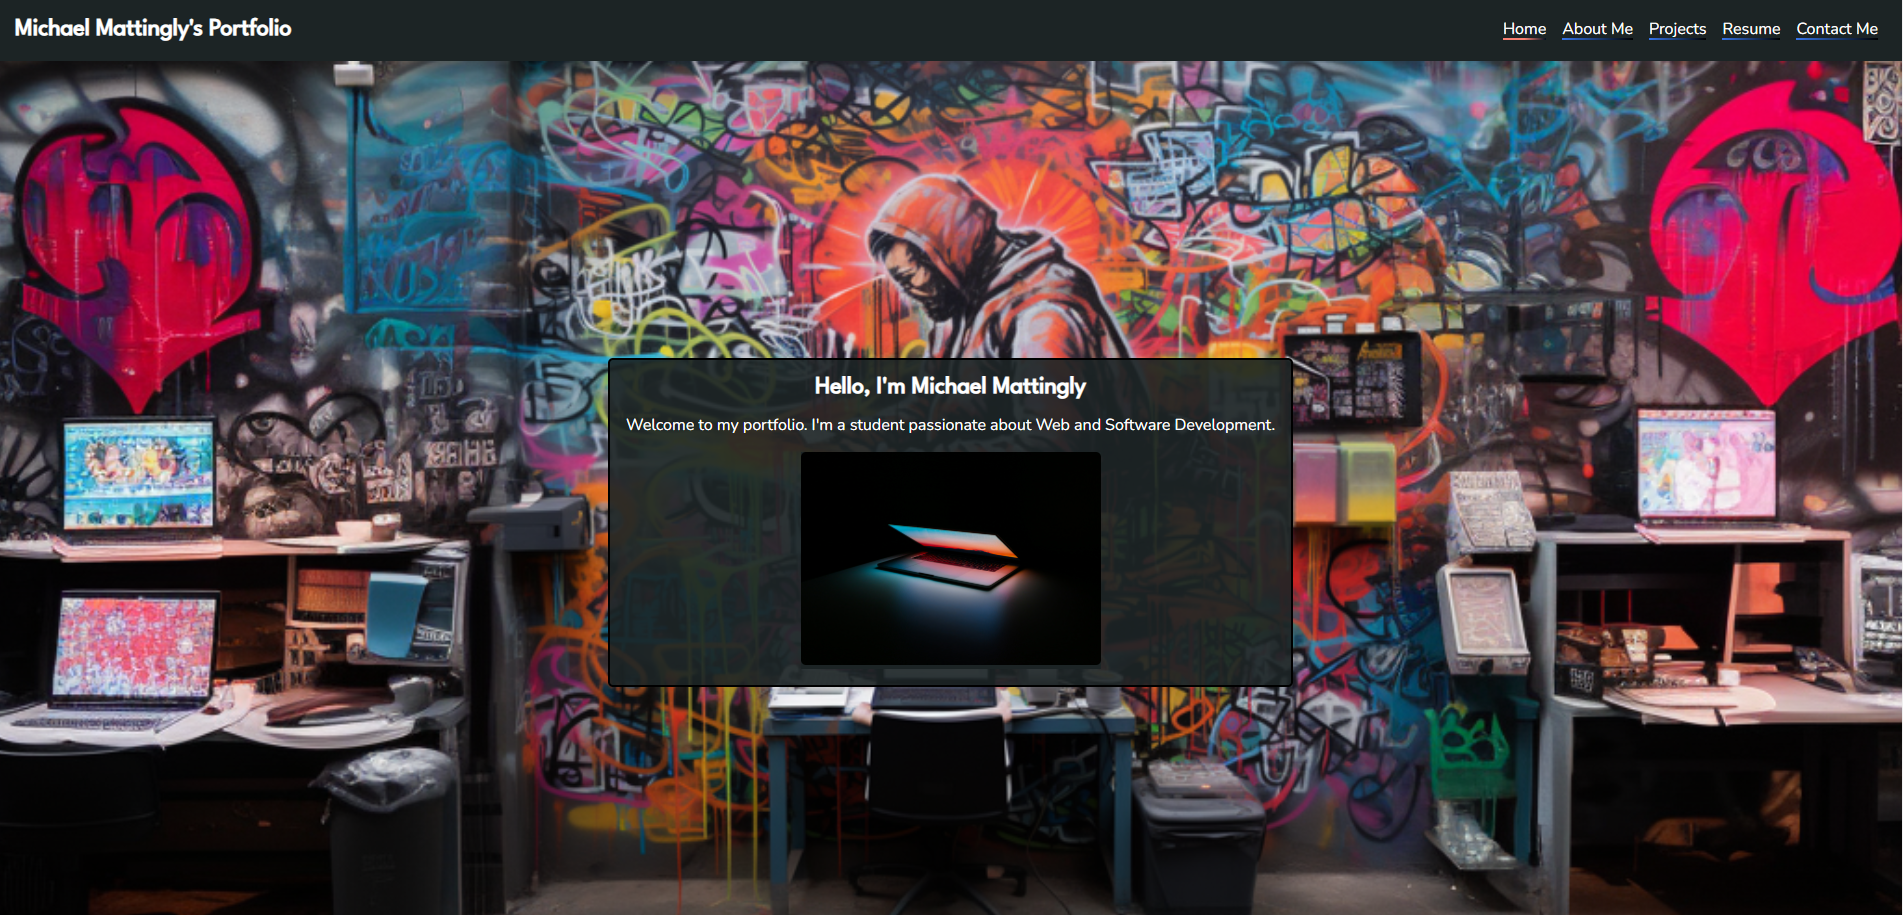 Michael Mattingly's Portfolio
Home About Me Projects Resume Contact Me
Hello, I'm Michael Mattingly
Welcome to my portfolio. I'm a student passionate about Web and Software Development.